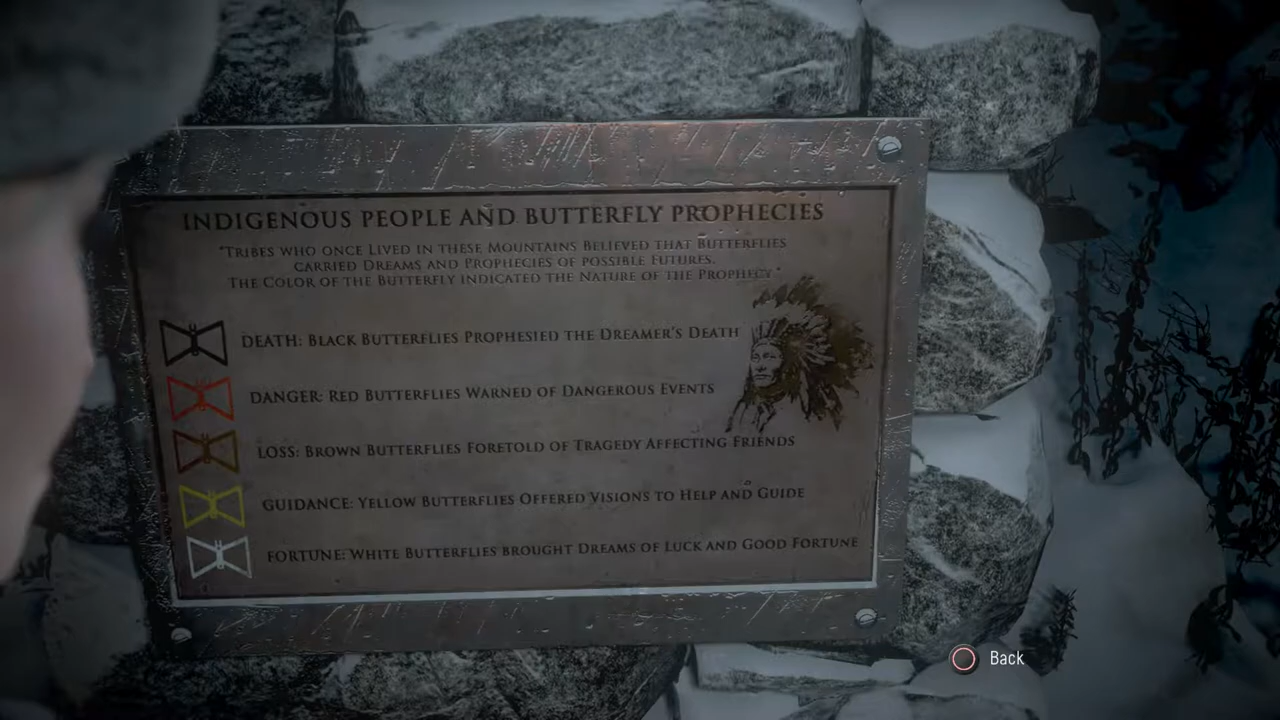 INDIGENOUS PEOPLE AND BUTTERFLY PROPHECIES
"TRIBES WHO ONCE LIVED IN THESE MOUNTAINS BELIEVED THAT BUTTERFLIES
CARRIED DREAMS AND PROPHECIES OF POSSIBLE FUTURES.
THE COLOR OF THE BUTTERFLY INDICATED THE NATURE OF THE PROPHECY"
DEATH: BLACK BUTTERFLIES PROPHESIED THE DREAMER'S DEATH
DANGER: RED BUTTERFLIES WARNED OF DANGEROUS EVENTS
LOSS: BROWN BUTTERFLIES FORETOLD OF TRAGEDY AFFECTING FRIENDS
GUIDANCE: YELLOW BUTTERFLIES OFFERED VISIONS TO HELP AND GUIDE
FORTUNE: WHITE BUTTERFLIES BROUGHT DREAMS OF LUCK AND GOOD FORTUNE
Back